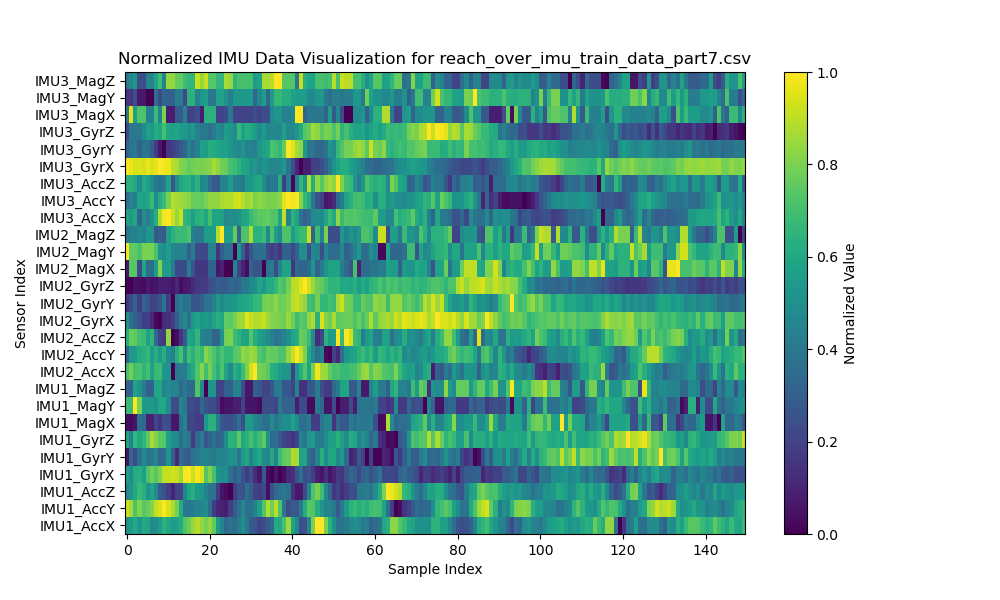 Normalized IMU Data Visualization for reach_over_imu_train_data_part7.csv
IMU3_MagZ
IMU3_MagY
IMU3_MagX
IMU3_GyrZ
IMU3_GyrY
IMU3_GyrX
IMU3_AccZ
IMU3_AccY
IMU3_AccX
IMU2_MagZ
IMU2_MagY
IMU2_MagX
IMU2_GyrZ
IMU2_GyrY
IMU2_GyrX
IMU2_AccZ
IMU2_AccY
IMU2_AccX
IMU1_MagZ
IMU1_MagY
IMU1_MagX
IMU1_GyrZ
IMU1_GyrY
IMU1_GyrX
IMU1_AccZ
IMU1_AccY
IMU1_AccX
Sensor Index
0 20 40 60 80 100 120 140
Sample Index
1.0
0.8
0.6
0.4
0.2
0.0
Normalized Value